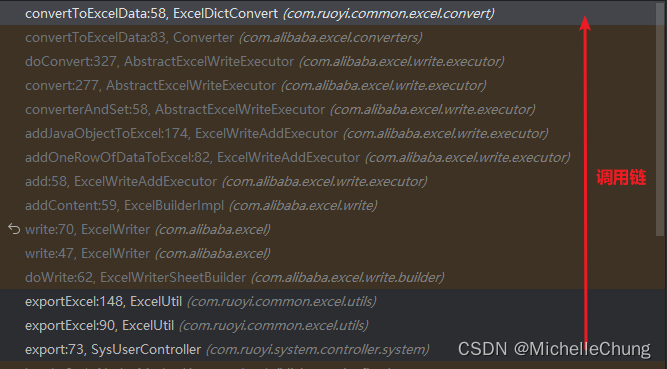 convertToExcelData:58, ExcelDictConvert (com.ruoyi.common.excel.convert)
convertToExcelData:83, Converter (com.alibaba.excel.converters)
doConvert:327, AbstractExcelWriteExecutor (com.alibaba.excel.write.executor)
convert:277, AbstractExcelWriteExecutor (com.alibaba.excel.write.executor)
converterAndSet:58, AbstractExcelWriteExecutor (com.alibaba.excel.write.executor)
addJavaObjectToExcel:174, ExcelWriteAddExecutor (com.alibaba.excel.write.executor)
addOneRowOfDataToExcel:82, ExcelWriteAddExecutor (com.alibaba.excel.write.executor)
add:58, ExcelWriteAddExecutor (com.alibaba.excel.write.executor)
调用链
addContent:59, ExcelBuilderImpl (com.alibaba.excel.write)
write:70, ExcelWriter (com.alibaba.excel)
write:47, ExcelWriter (com.alibaba.excel)
doWrite:62, ExcelWriterSheetBuilder (com.alibaba.excel.write.builder)
exportExcel:148, ExcelUtil (com.ruoyi.common.excel.utils)
exportExcel:90, ExcelUtil (com.ruoyi.common.excel.utils)
export:73, SysUserController (com.ruoyi.system.controller.system)
CSDN @MichelleChung